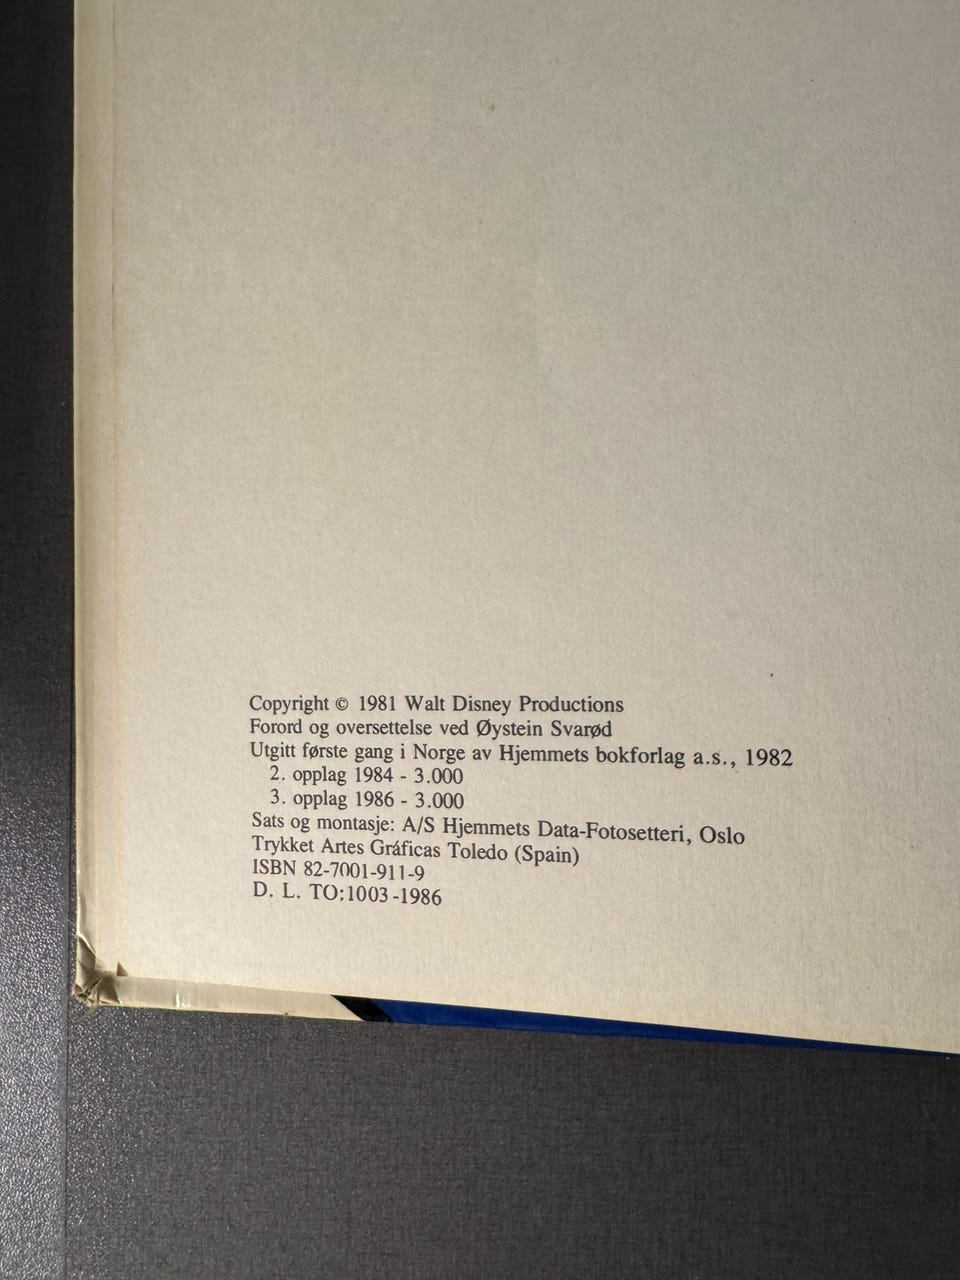 Copyright © 1981 Walt Disney Productions
Forord og oversettelse ved Øystein Svarød
Utgitt første gang i Norge av Hjemmets bokforlag a.s., 1982
2. opplag 1984 - 3.000
3. opplag 1986 - 3.000
Sats og montasje: A/S Hjemmets Data-Fotosetteri, Oslo
Trykket Artes Gráficas Toledo (Spain)
ISBN 82-7001-911-9
D. L. TO:1003-1986